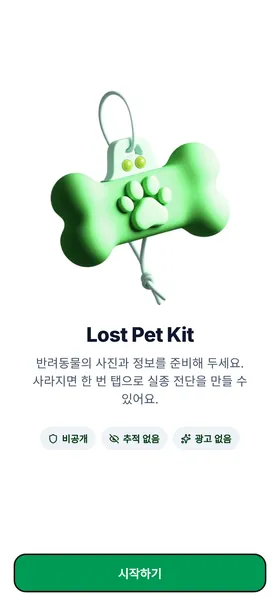 Lost Pet Kit
반려동물의 사진과 정보를 준비해 두세요.
사라지면 한 번 탭으로 실종 전단을 만들 수
있어요.
비공개
추적 없음
광고 없음
시작하기